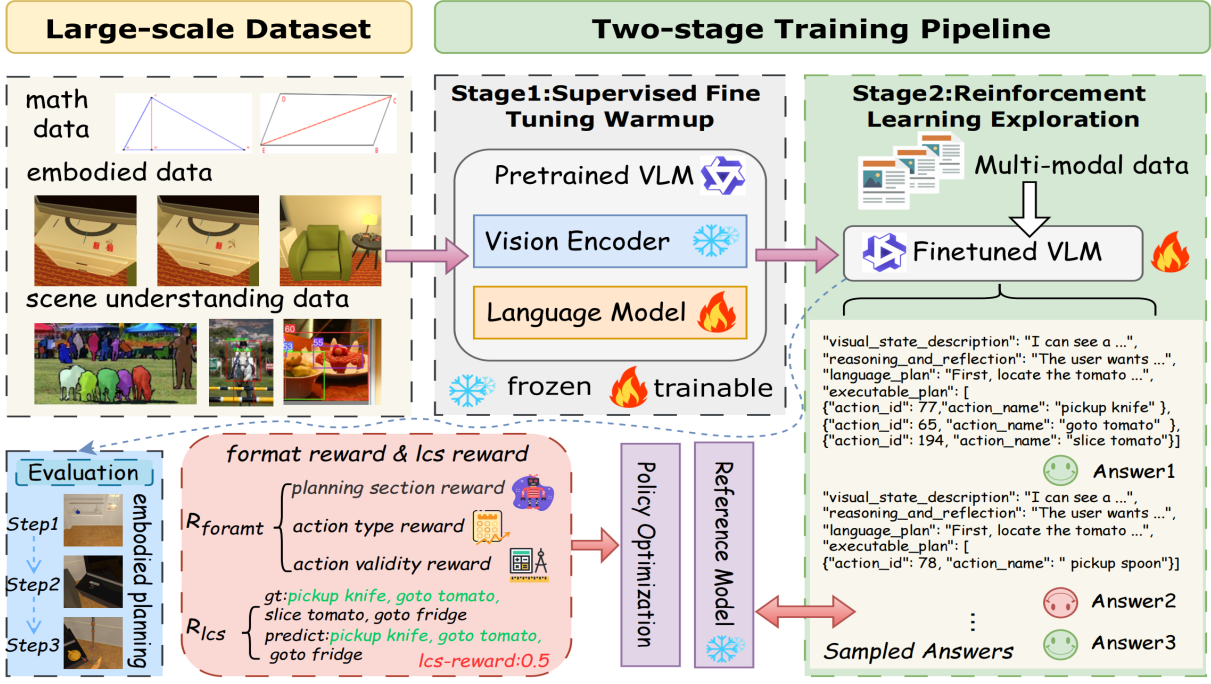 Large-scale Dataset
Two-stage Training Pipeline
math
data
embodied data
scene understanding data
60
53
55
Stage1:Supervised Fine
Tuning Warmup
Pretrained VLM
Vision Encoder
Language Model
frozen
trainable
Stage2:Reinforcement
Learning Exploration
Multi-modal data
Finetuned VLM
"visual_state_description": "I can see a ...",
"reasoning_and_reflection": "The user wants ...",
"language_plan": "First, locate the tomato ...",
"executable_plan": [
{"action_id": 77,"action_name": "pickup knife" },
{"action_id": 65, "action_name": "goto tomato"  },
{"action_id": 194, "action_name": "slice tomato"}]
Answer1
"visual_state_description": "I can see a ...",
"reasoning_and_reflection": "The user wants ...",
"language_plan": "First, locate the tomato ...",
"executable_plan": [
{"action_id": 78, "action_name": " pickup spoon"}]
Answer2
...
Answer3
Sampled Answers
Evaluation
Step1
Step2
Step3
embodied planning
format reward & lcs reward
Rforamt
planning section reward
action type reward
action validity reward
Rlcs
gt:pickup knife, goto tomato,
slice tomato, goto fridge
predict:pickup knife, goto tomato,
goto fridge
lcs-reward:0.5
Policy Optimization
Reference Model